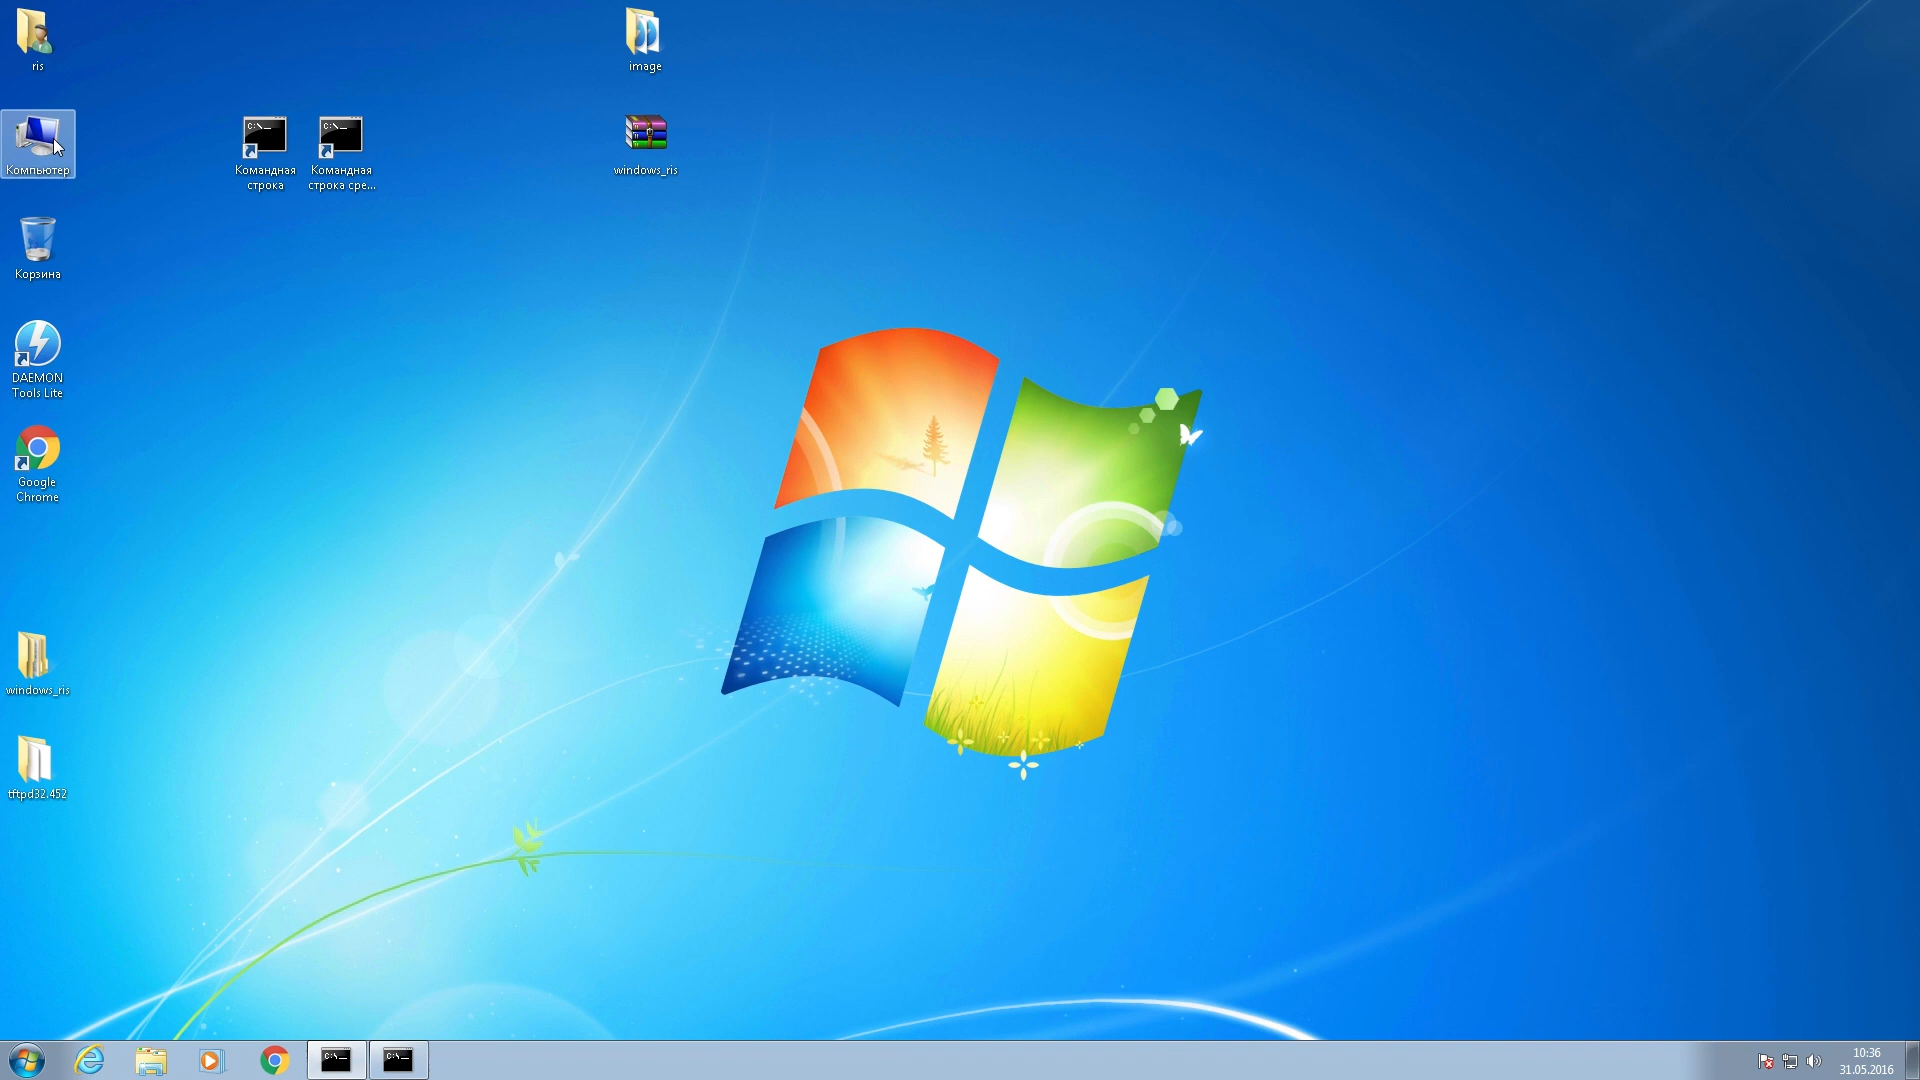 ris
image
Компьютер
Командная
строка
Командная
строка сре...
windows_ris
Корзина
DAEMON
Tools Lite
Google
Chrome
windows_ris
tftpd32.452
C:\_
C:\_
C:\_
C:\_
10:36
31.05.2016